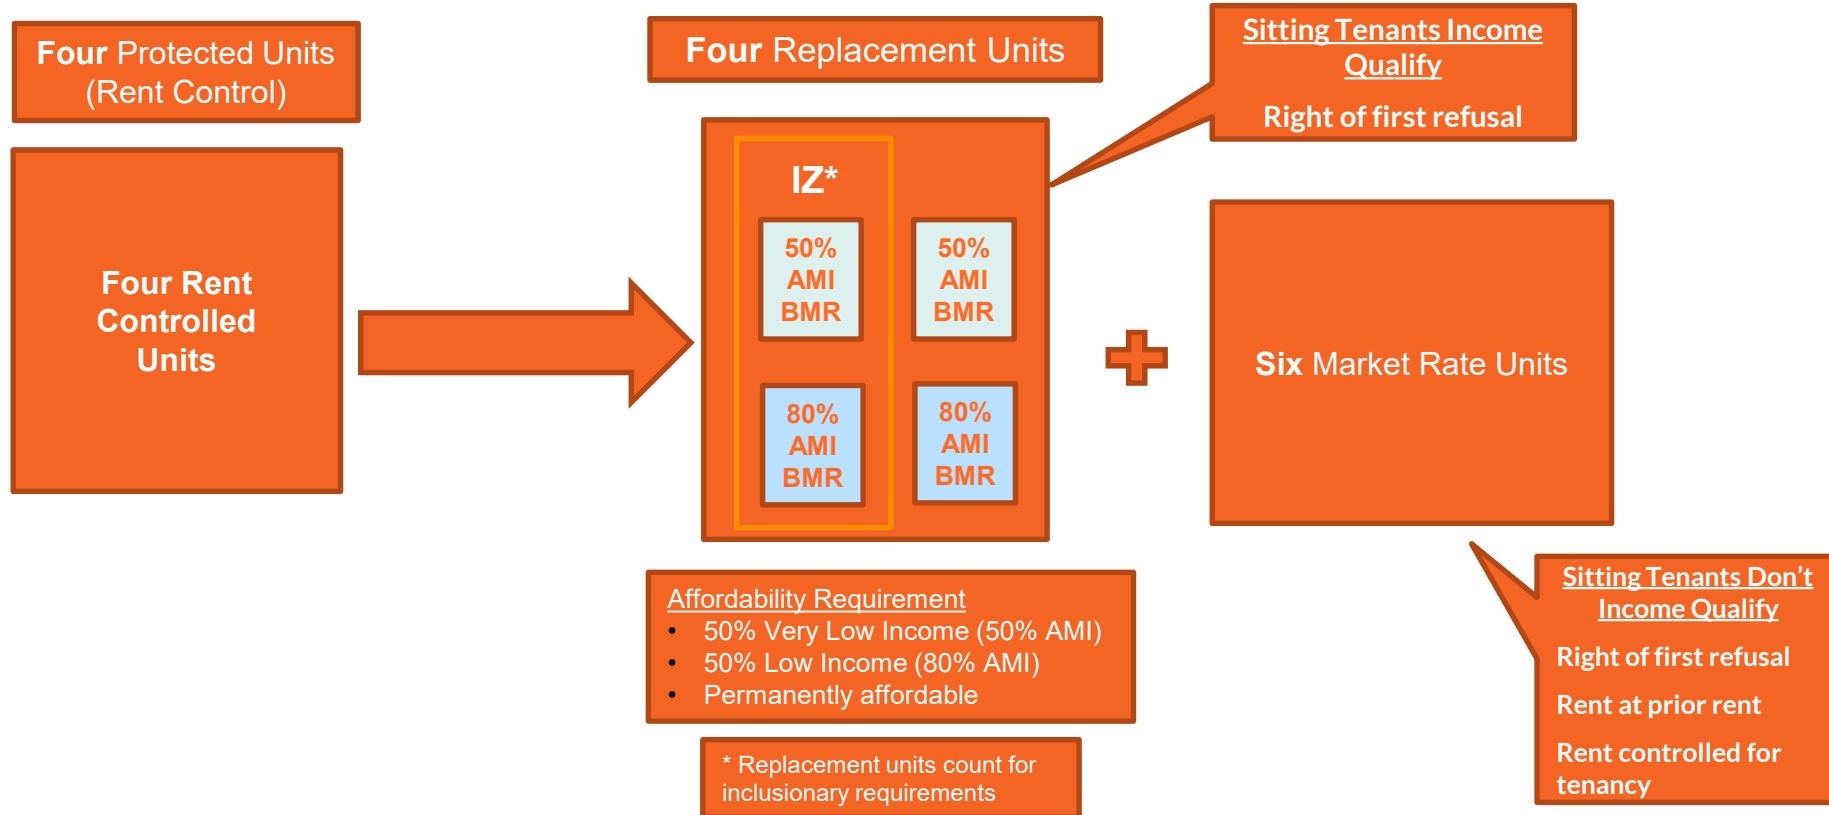 Four Protected Units
(Rent Control)
Four Rent
Controlled
Units
Four Replacement Units
IZ*
50%
AMI
BMR
50%
AMI
BMR
80%
AMI
BMR
80%
AMI
BMR
Affordability Requirement
• 50% Very Low Income (50% AMI)
• 50% Low Income (80% AMI)
• Permanently affordable
* Replacement units count for
inclusionary requirements
Sitting Tenants Income
Qualify
Right of first refusal
Six Market Rate Units
Sitting Tenants Don’t
Income Qualify
Right of first refusal
Rent at prior rent
Rent controlled for
tenancy